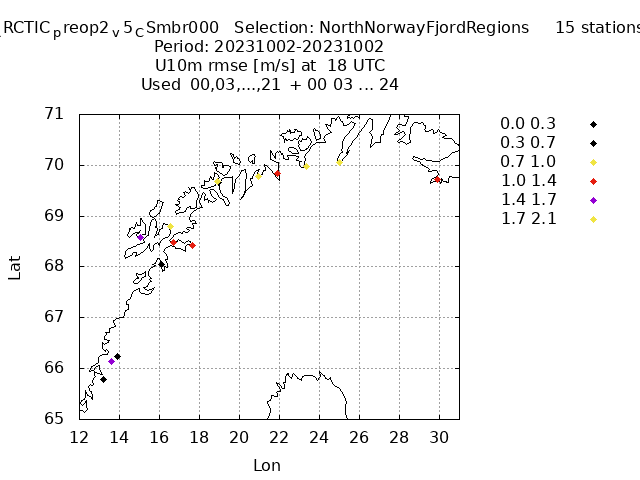 RCTIC p reop2 v 5 C Smbr000 Selection: NorthNorwayFjordRegions 15 stations
Period: 20231002-20231002
U10m rmse [m/s] at 18 UTC
Used 00,03,...,21 + 00 03 ... 24
71
70
69
68
67
66
65
12 14 16 18 20 22 24 26 28 30
Lat
Lon
0.0 0.3
0.3 0.7
0.7 1.0
1.0 1.4
1.4 1.7
1.7 2.1